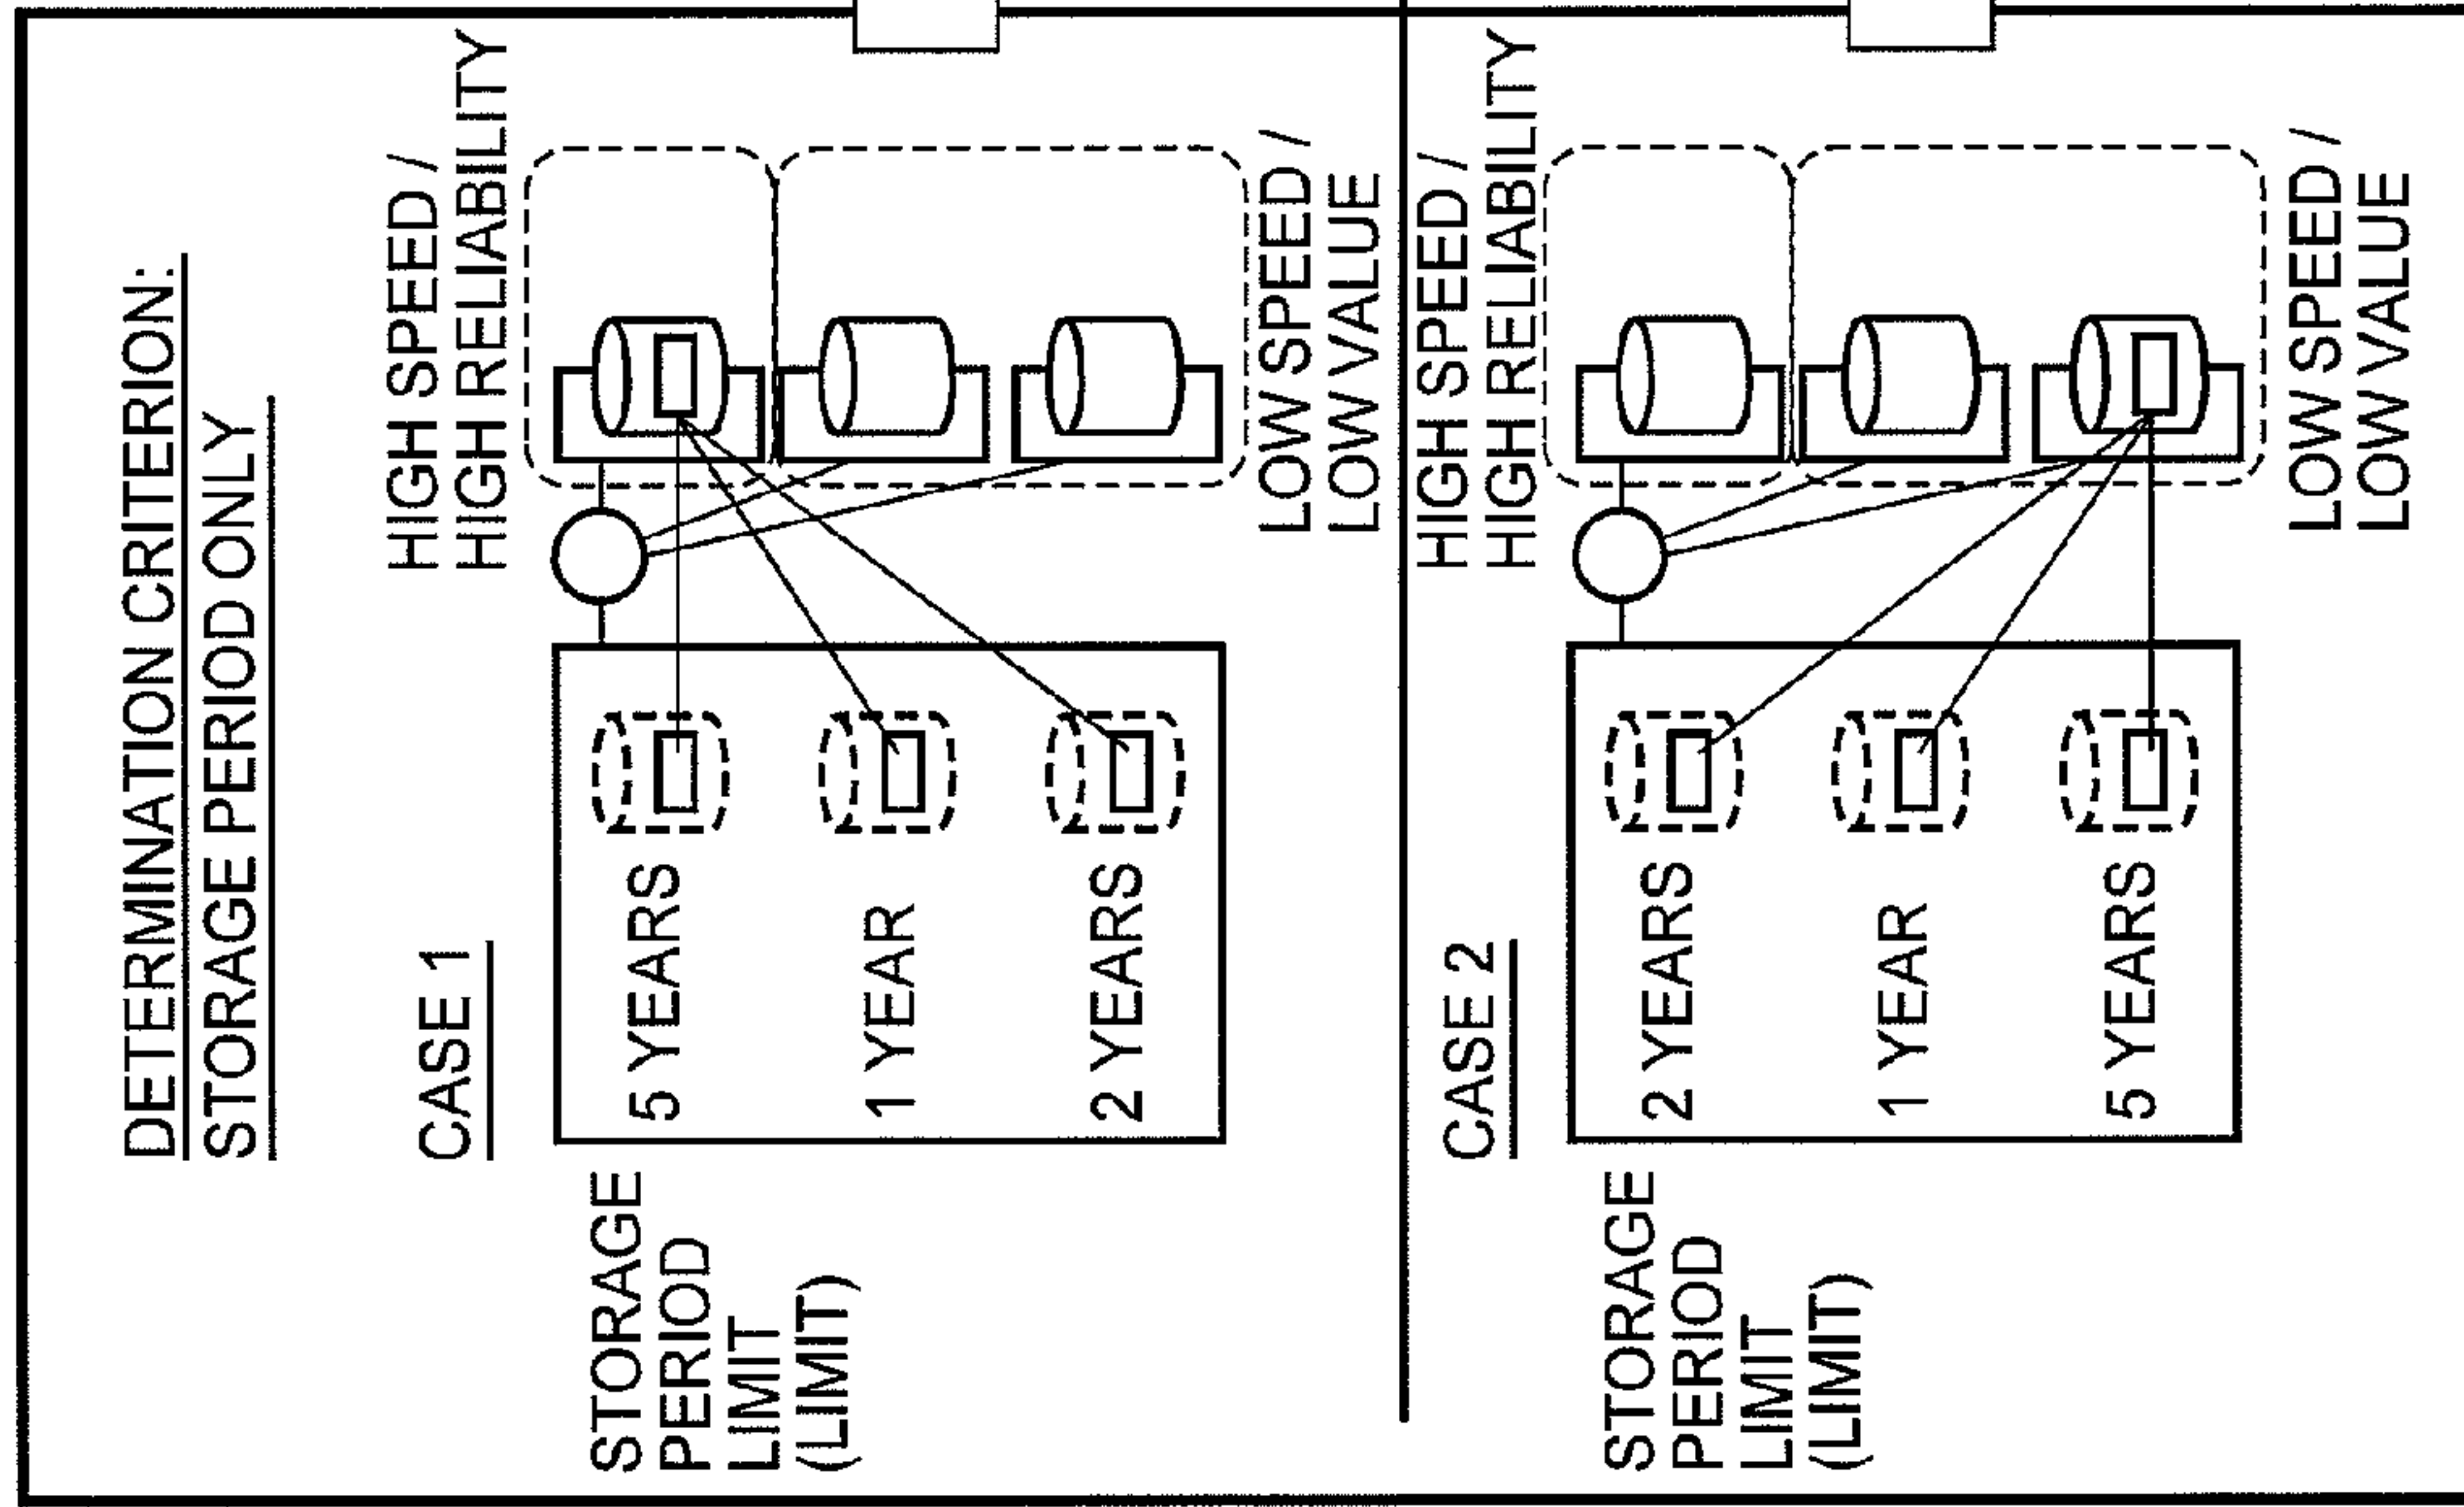 DETERMINATION CRITERION:
STORAGE PERIOD ONLY
CASE 1
HIGH SPEED /
HIGH RELIABILITY
STORAGE
PERIOD
LIMIT
(LIMIT)
5 YEARS
1 YEAR
2 YEARS
LOW SPEED /
LOW VALUE
CASE 2
HIGH SPEED /
HIGH RELIABILITY
STORAGE
PERIOD
LIMIT
(LIMIT)
2 YEARS
1 YEAR
5 YEARS
LOW SPEED /
LOW VALUE